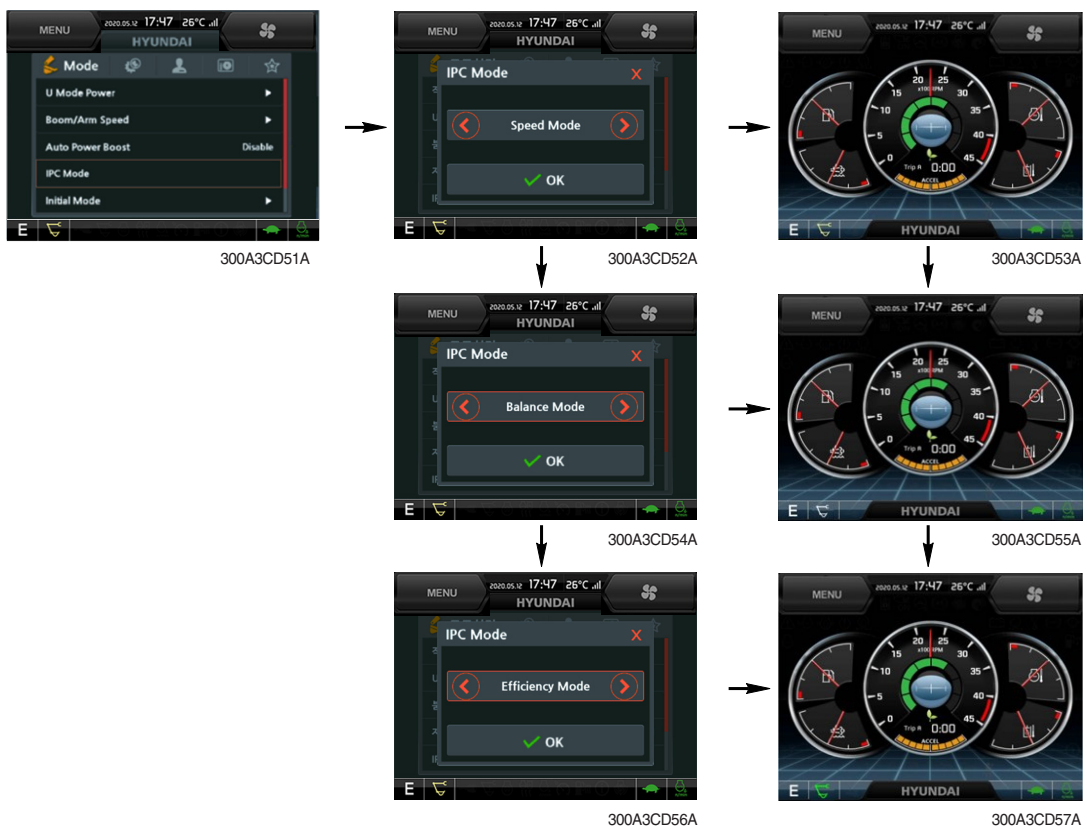 MENU
2020.05.12 17:47 26°C
HYUNDAI
Mode
U Mode Power
Boom/Arm Speed
Auto Power Boost Disable
IPC Mode
Initial Mode
E
300A3CD51A
MENU
2020.05.12 17:47 26°C
HYUNDAI
IPC Mode X
Speed Mode
OK
E
300A3CD52A
MENU
2020.05.12 17:47 26°C
0 5 10 15 20 25 30 35 40 45
x100 RPM
Trip A 0:00
ACCEL
E HYUNDAI
300A3CD53A
MENU
2020.05.12 17:47 26°C
HYUNDAI
IPC Mode X
Balance Mode
OK
E
300A3CD54A
MENU
2020.05.12 17:47 26°C
0 5 10 15 20 25 30 35 40 45
x100 RPM
Trip A 0:00
ACCEL
E HYUNDAI
300A3CD55A
MENU
2020.05.12 17:47 26°C
HYUNDAI
IPC Mode X
Efficiency Mode
OK
E
300A3CD56A
MENU
2020.05.12 17:47 26°C
0 5 10 15 20 25 30 35 40 45
x100 RPM
Trip A 0:00
ACCEL
E HYUNDAI
300A3CD57A